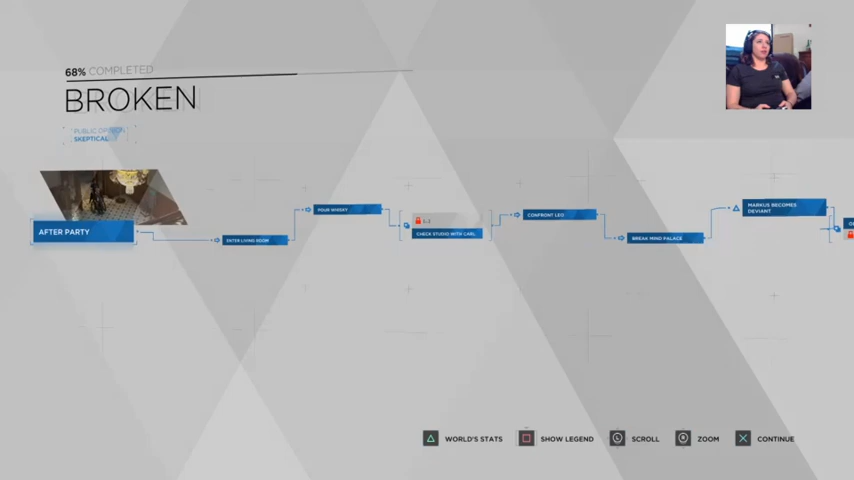 68% COMPLETED
BROKEN
PUBLIC OPINION
SKEPTICAL
AFTER PARTY
ENTER LIVING ROOM
POUR WHISKY
CHECK STUDIO WITH CARL
CONFRONT LEO
BREAK MIND PALACE
MARKUS BECOMES
DEVIANT
WORLD'S STATS
SHOW LEGEND
L
SCROLL
R
ZOOM
CONTINUE